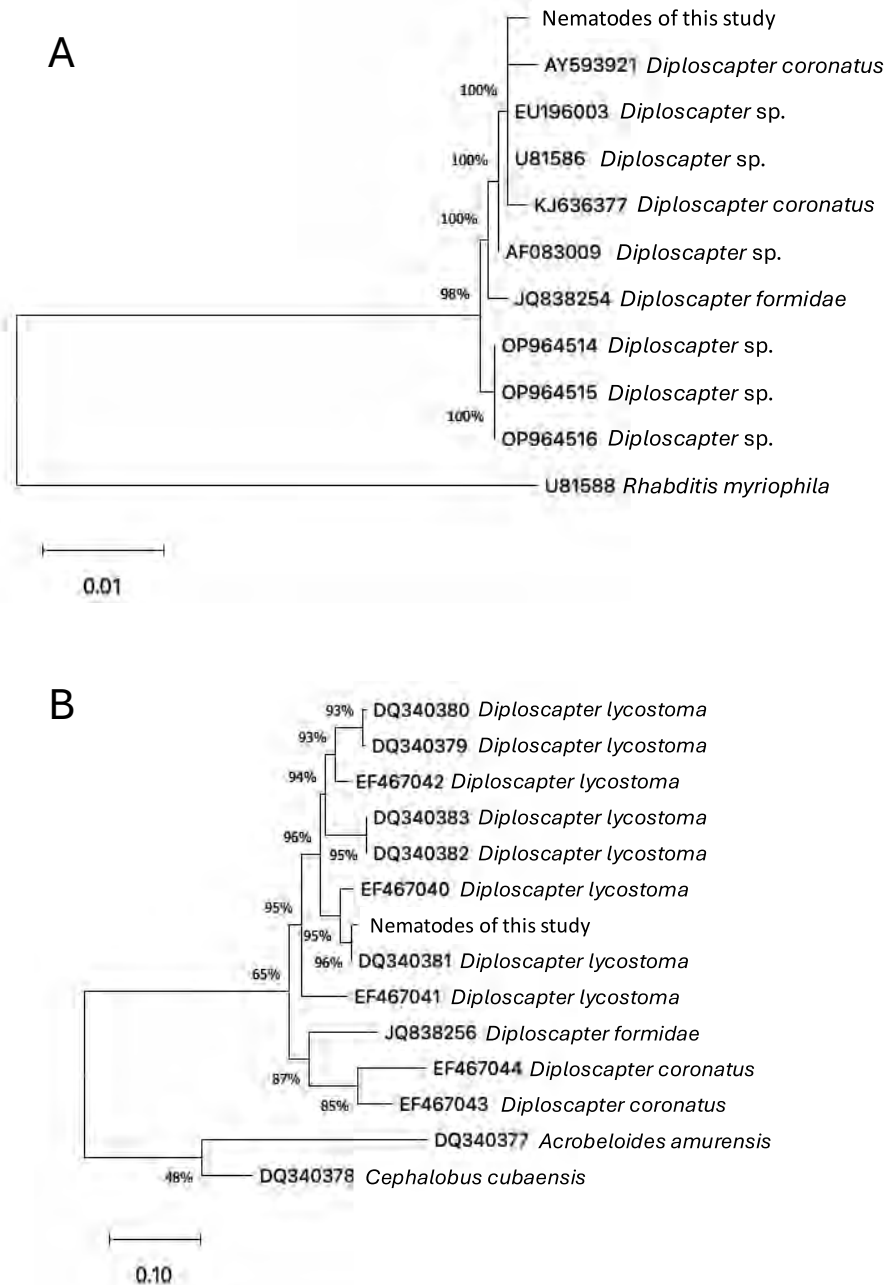 A
Nematodes of this study
AY593921 Diploscapter coronatus
100%
EU196003 Diploscapter sp.
100%
U81586 Diploscapter sp.
KJ636377 Diploscapter coronatus
100%
AF083009 Diploscapter sp.
98%
JQ838254 Diploscapter formidae
OP964514 Diploscapter sp.
OP964515 Diploscapter sp.
100%
OP964516 Diploscapter sp.
U81588 Rhabditis myriophila
0.01
B
93%
DQ340380 Diploscapter lycostoma
93%
DQ340379 Diploscapter lycostoma
94%
EF467042 Diploscapter lycostoma
DQ340383 Diploscapter lycostoma
96%
95%
DQ340382 Diploscapter lycostoma
EF467040 Diploscapter lycostoma
95%
Nematodes of this study
95%
96%
DQ340381 Diploscapter lycostoma
65%
EF467041 Diploscapter lycostoma
JQ838256 Diploscapter formidae
EF467044 Diploscapter coronatus
87%
85%
EF467043 Diploscapter coronatus
DQ340377 Acrobeloides amurensis
48%
DQ340378 Cephalobus cubaensis
0.10